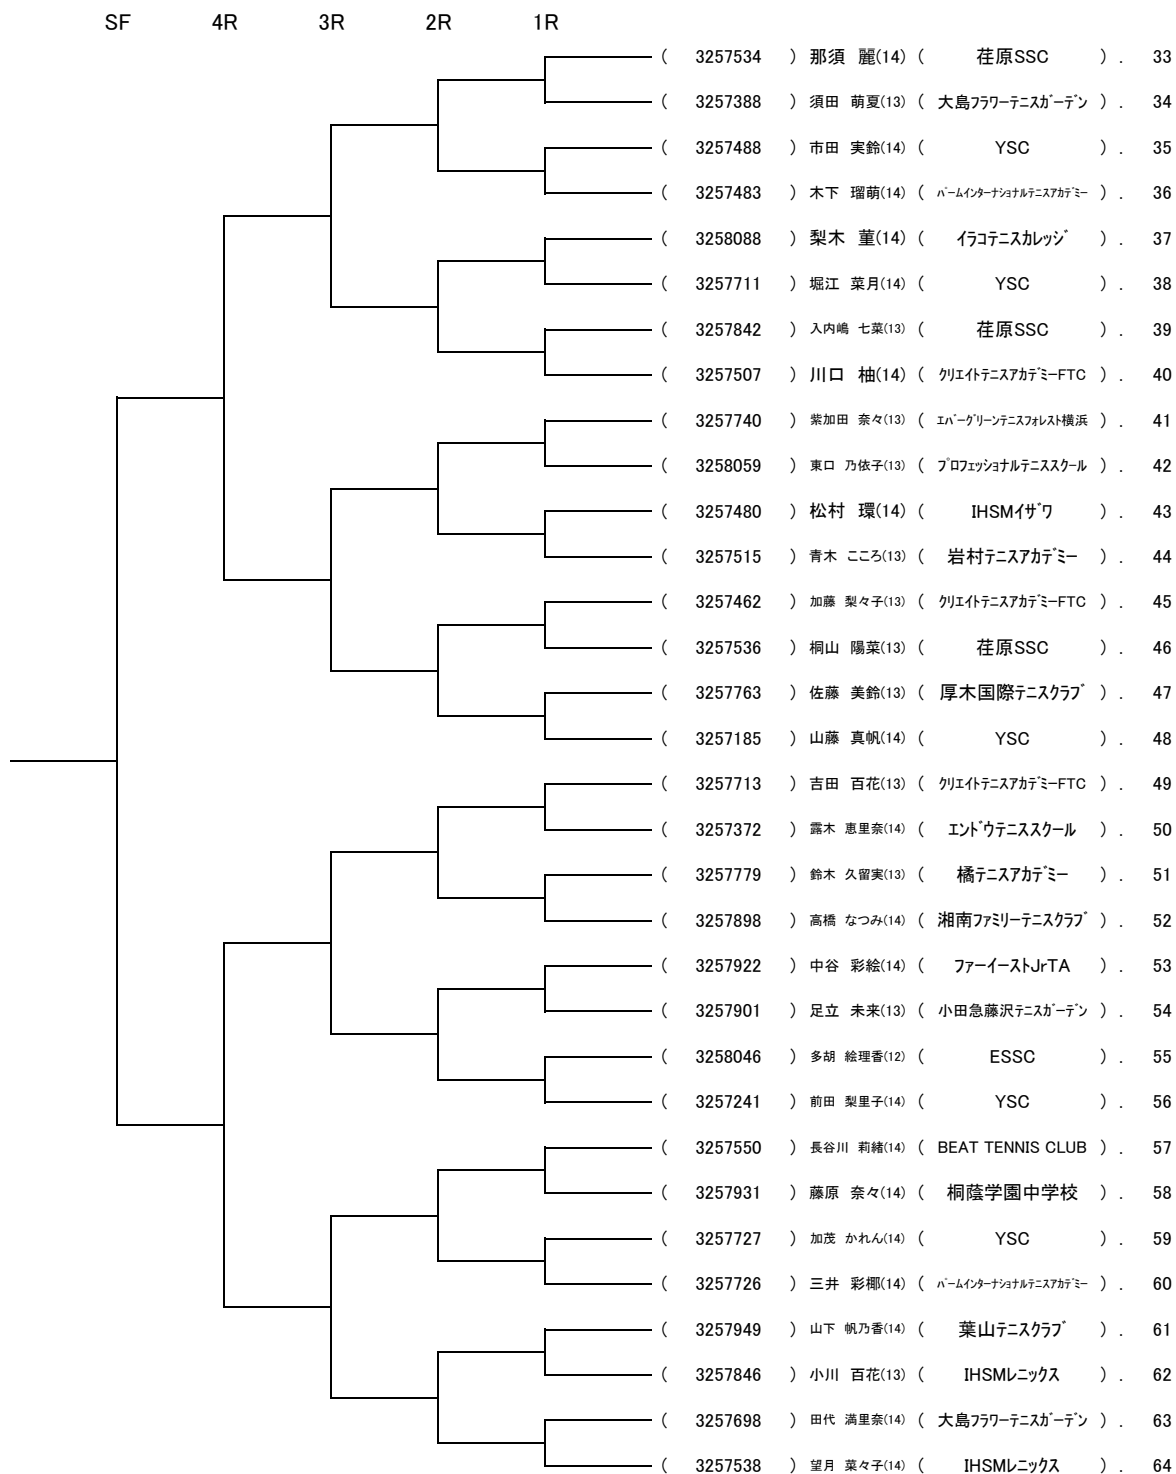 SF 4R 3R 2R 1R
( 3257534 ) 那須 麗(14) ( 荏原SSC ) . 33
( 3257388 ) 須田 萌夏(13) ( 大島フラワーテニスガーデン ) . 34
( 3257488 ) 市田 実鈴(14) ( YSC ) . 35
( 3257483 ) 木下 瑠萌(14) ( パームインターナショナルテニスアカデミー ) . 36
( 3258088 ) 梨木 菫(14) ( イラコテニスカレッジ ) . 37
( 3257711 ) 堀江 菜月(14) ( YSC ) . 38
( 3257842 ) 入内嶋 七菜(13) ( 荏原SSC ) . 39
( 3257507 ) 川口 柚(14) ( クリエイトテニスアカデミーFTC ) . 40
( 3257740 ) 紫加田 奈々(13) ( エバーグリーンテニスフォレスト横浜 ) . 41
( 3258059 ) 東口 乃依子(13) ( プロフェッショナルテニススクール ) . 42
( 3257480 ) 松村 環(14) ( IHSMイザワ ) . 43
( 3257515 ) 青木 こころ(13) ( 岩村テニスアカデミー ) . 44
( 3257462 ) 加藤 梨々子(13) ( クリエイトテニスアカデミーFTC ) . 45
( 3257536 ) 桐山 陽菜(13) ( 荏原SSC ) . 46
( 3257763 ) 佐藤 美鈴(13) ( 厚木国際テニスクラブ ) . 47
( 3257185 ) 山藤 真帆(14) ( YSC ) . 48
( 3257713 ) 吉田 百花(13) ( クリエイトテニスアカデミーFTC ) . 49
( 3257372 ) 露木 恵里奈(14) ( エンドウテニススクール ) . 50
( 3257779 ) 鈴木 久留実(13) ( 橘テニスアカデミー ) . 51
( 3257898 ) 高橋 なつみ(14) ( 湘南ファミリーテニスクラブ ) . 52
( 3257922 ) 中谷 彩絵(14) ( ファーイーストJrTA ) . 53
( 3257901 ) 足立 未来(13) ( 小田急藤沢テニスガーデン ) . 54
( 3258046 ) 多胡 絵理香(12) ( ESSC ) . 55
( 3257241 ) 前田 梨里子(14) ( YSC ) . 56
( 3257550 ) 長谷川 莉緒(14) ( BEAT TENNIS CLUB ) . 57
( 3257931 ) 藤原 奈々(14) ( 桐蔭学園中学校 ) . 58
( 3257727 ) 加茂 かれん(14) ( YSC ) . 59
( 3257726 ) 三井 彩椰(14) ( パームインターナショナルテニスアカデミー ) . 60
( 3257949 ) 山下 帆乃香(14) ( 葉山テニスクラブ ) . 61
( 3257846 ) 小川 百花(13) ( IHSMレニックス ) . 62
( 3257698 ) 田代 満里奈(14) ( 大島フラワーテニスガーデン ) . 63
( 3257538 ) 望月 菜々子(14) ( IHSMレニックス ) . 64